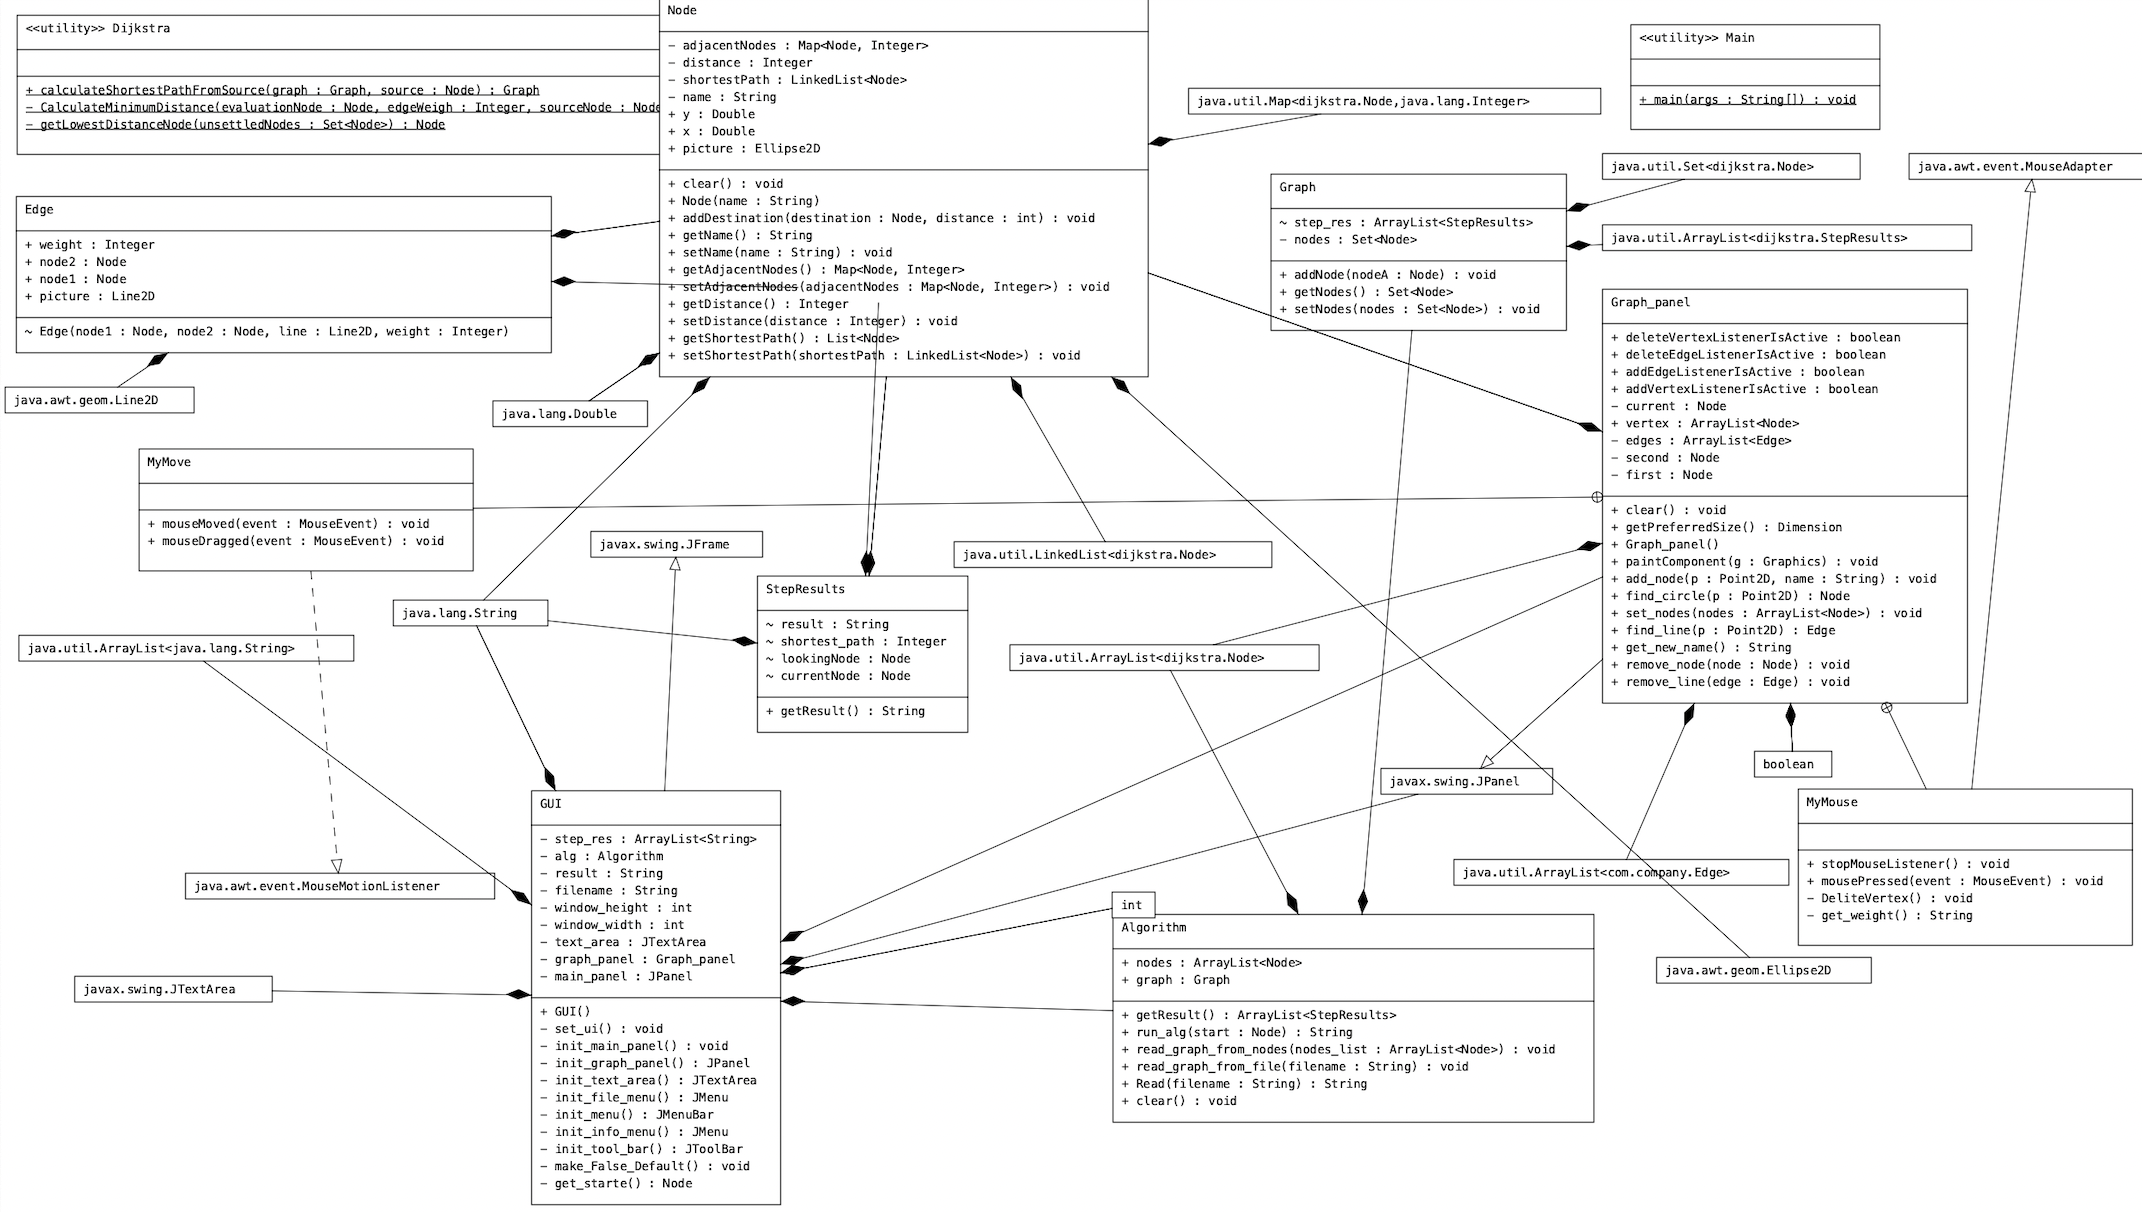 <<utility>> Dijkstra
+ calculateShortestPathFromSource(graph : Graph, source : Node) : Graph
− CalculateMinimumDistance(evaluationNode : Node, edgeWeigh : Integer, sourceNode : Node
− getLowestDistanceNode(unsettledNodes : Set<Node>) : Node
Node
− adjacentNodes : Map<Node, Integer>
− distance : Integer
− shortestPath : LinkedList<Node>
− name : String
+ y : Double
+ x : Double
+ picture : Ellipse2D
+ clear() : void
+ Node(name : String)
+ addDestination(destination : Node, distance : int) : void
+ getName() : String
+ setName(name : String) : void
+ getAdjacentNodes() : Map<Node, Integer>
+ setAdjacentNodes(adjacentNodes : Map<Node, Integer>) : void
+ getDistance() : Integer
+ setDistance(distance : Integer) : void
+ getShortestPath() : List<Node>
+ setShortestPath(shortestPath : LinkedList<Node>) : void
<<utility>> Main
+ main(args : String[]) : void
java.util.Map<dijkstra.Node,java.lang.Integer>
java.util.Set<dijkstra.Node>
java.awt.event.MouseAdapter
Graph
~ step_res : ArrayList<StepResults>
− nodes : Set<Node>
+ addNode(nodeA : Node) : void
+ getNodes() : Set<Node>
+ setNodes(nodes : Set<Node>) : void
java.util.ArrayList<dijkstra.StepResults>
Edge
+ weight : Integer
+ node2 : Node
+ node1 : Node
+ picture : Line2D
~ Edge(node1 : Node, node2 : Node, line : Line2D, weight : Integer)
java.awt.geom.Line2D
java.lang.Double
Graph_panel
+ deleteVertexListenerIsActive : boolean
+ deleteEdgeListenerIsActive : boolean
+ addEdgeListenerIsActive : boolean
+ addVertexListenerIsActive : boolean
− current : Node
+ vertex : ArrayList<Node>
− edges : ArrayList<Edge>
− second : Node
− first : Node
+ clear() : void
+ getPreferredSize() : Dimension
+ Graph_panel()
+ paintComponent(g : Graphics) : void
+ add_node(p : Point2D, name : String) : void
+ find_circle(p : Point2D) : Node
+ set_nodes(nodes : ArrayList<Node>) : void
+ find_line(p : Point2D) : Edge
+ get_new_name() : String
+ remove_node(node : Node) : void
+ remove_line(edge : Edge) : void
MyMove
+ mouseMoved(event : MouseEvent) : void
+ mouseDragged(event : MouseEvent) : void
javax.swing.JFrame
java.util.LinkedList<dijkstra.Node>
java.lang.String
StepResults
~ result : String
~ shortest_path : Integer
~ lookingNode : Node
~ currentNode : Node
+ getResult() : String
java.util.ArrayList<java.lang.String>
java.util.ArrayList<dijkstra.Node>
javax.swing.JPanel
boolean
MyMouse
+ stopMouseListener() : void
+ mousePressed(event : MouseEvent) : void
− DeliteVertex() : void
− get_weight() : String
java.awt.event.MouseMotionListener
java.util.ArrayList<com.company.Edge>
java.awt.geom.Ellipse2D
GUI
− step_res : ArrayList<String>
− alg : Algorithm
− result : String
− filename : String
− window_height : int
− window_width : int
− text_area : JTextArea
− graph_panel : Graph_panel
− main_panel : JPanel
+ GUI()
− set_ui() : void
− init_main_panel() : void
− init_graph_panel() : JPanel
− init_text_area() : JTextArea
− init_file_menu() : JMenu
− init_menu() : JMenuBar
− init_info_menu() : JMenu
− init_tool_bar() : JToolBar
− make_False_Default() : void
− get_starte() : Node
javax.swing.JTextArea
int
Algorithm
+ nodes : ArrayList<Node>
+ graph : Graph
+ getResult() : ArrayList<StepResults>
+ run_alg(start : Node) : String
+ read_graph_from_nodes(nodes_list : ArrayList<Node>) : void
+ read_graph_from_file(filename : String) : void
+ Read(filename : String) : String
+ clear() : void